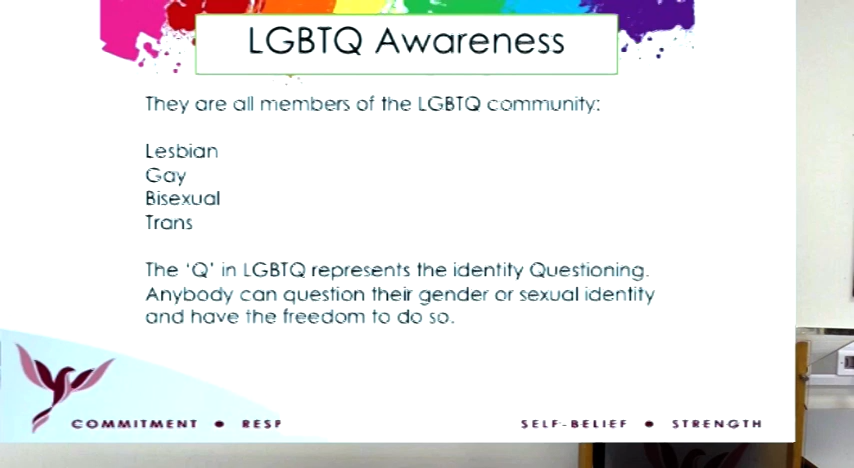 LGBTQ Awareness
They are all members of the LGBTQ community:
Lesbian
Gay
Bisexual
Trans
The ‘Q’ in LGBTQ represents the identity Questioning.
Anybody can question their gender or sexual identity
and have the freedom to do so.
COMMITMENT ● RESP SELF-BELIEF ● STRENGTH